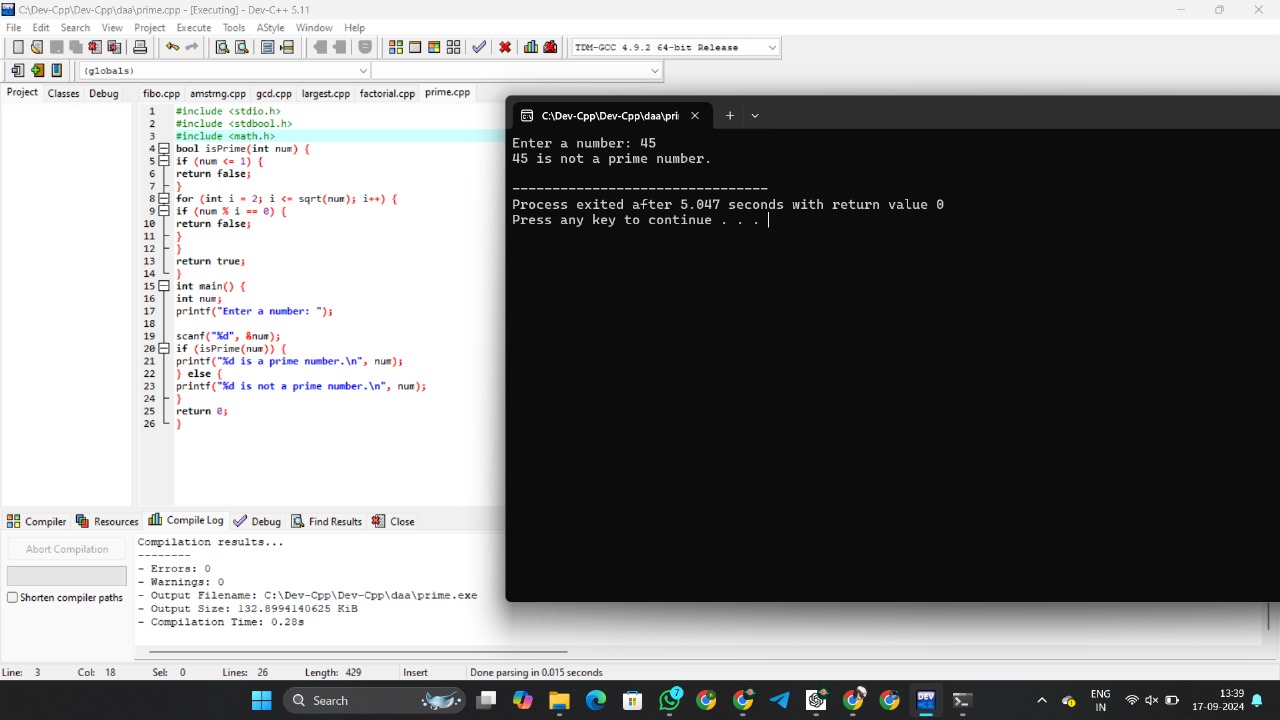 C:\Dev-Cpp\Dev-Cpp\daa\prime.cpp - [Executing] - Dev-C++ 5.11
File Edit Search View Project Execute Tools AStyle Window Help
TDM-GCC 4.9.2 64-bit Release
(globals)
Project Classes Debug
fibo.cpp amstrng.cpp gcd.cpp largest.cpp factorial.cpp prime.cpp
1 #include <stdio.h>
2 #include <stdbool.h>
3 #include <math.h>
4 bool isPrime(int num) {
5 if (num <= 1) {
6 return false;
7 }
8 for (int i = 2; i <= sqrt(num); i++) {
9 if (num % i == 0) {
10 return false;
11 }
12 }
13 return true;
14 }
15 int main() {
16 int num;
17 printf("Enter a number: ");
18
19 scanf("%d", &num);
20 if (isPrime(num)) {
21 printf("%d is a prime number.\n", num);
22 } else {
23 printf("%d is not a prime number.\n", num);
24 }
25 return 0;
26 }
C:\Dev-Cpp\Dev-Cpp\daa\pri
Enter a number: 45
45 is not a prime number.
--------------------------------
Process exited after 5.047 seconds with return value 0
Press any key to continue . . .
Compiler Resources Compile Log Debug Find Results Close
Abort Compilation
Shorten compiler paths
Compilation results...
--------
- Errors: 0
- Warnings: 0
- Output Filename: C:\Dev-Cpp\Dev-Cpp\daa\prime.exe
- Output Size: 132.8994140625 KiB
- Compilation Time: 0.28s
Line: 3 Col: 18 Sel: 0 Lines: 26 Length: 429 Insert Done parsing in 0.015 seconds
Search
7
DEV
ENG
IN
13:39
17-09-2024